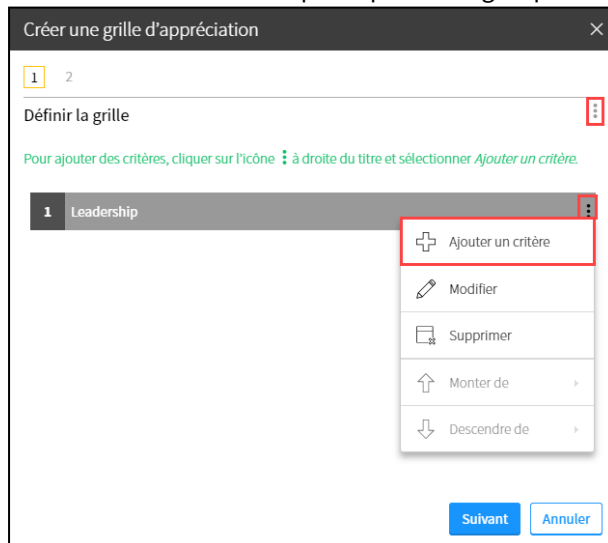 Créer une grille d'appréciation
1 2
Définir la grille
Pour ajouter des critères, cliquer sur l'icône ⋮ à droite du titre et sélectionner Ajouter un critère.
1 Leadership
Ajouter un critère
Modifier
Supprimer
Monter de
Descendre de
Suivant Annuler